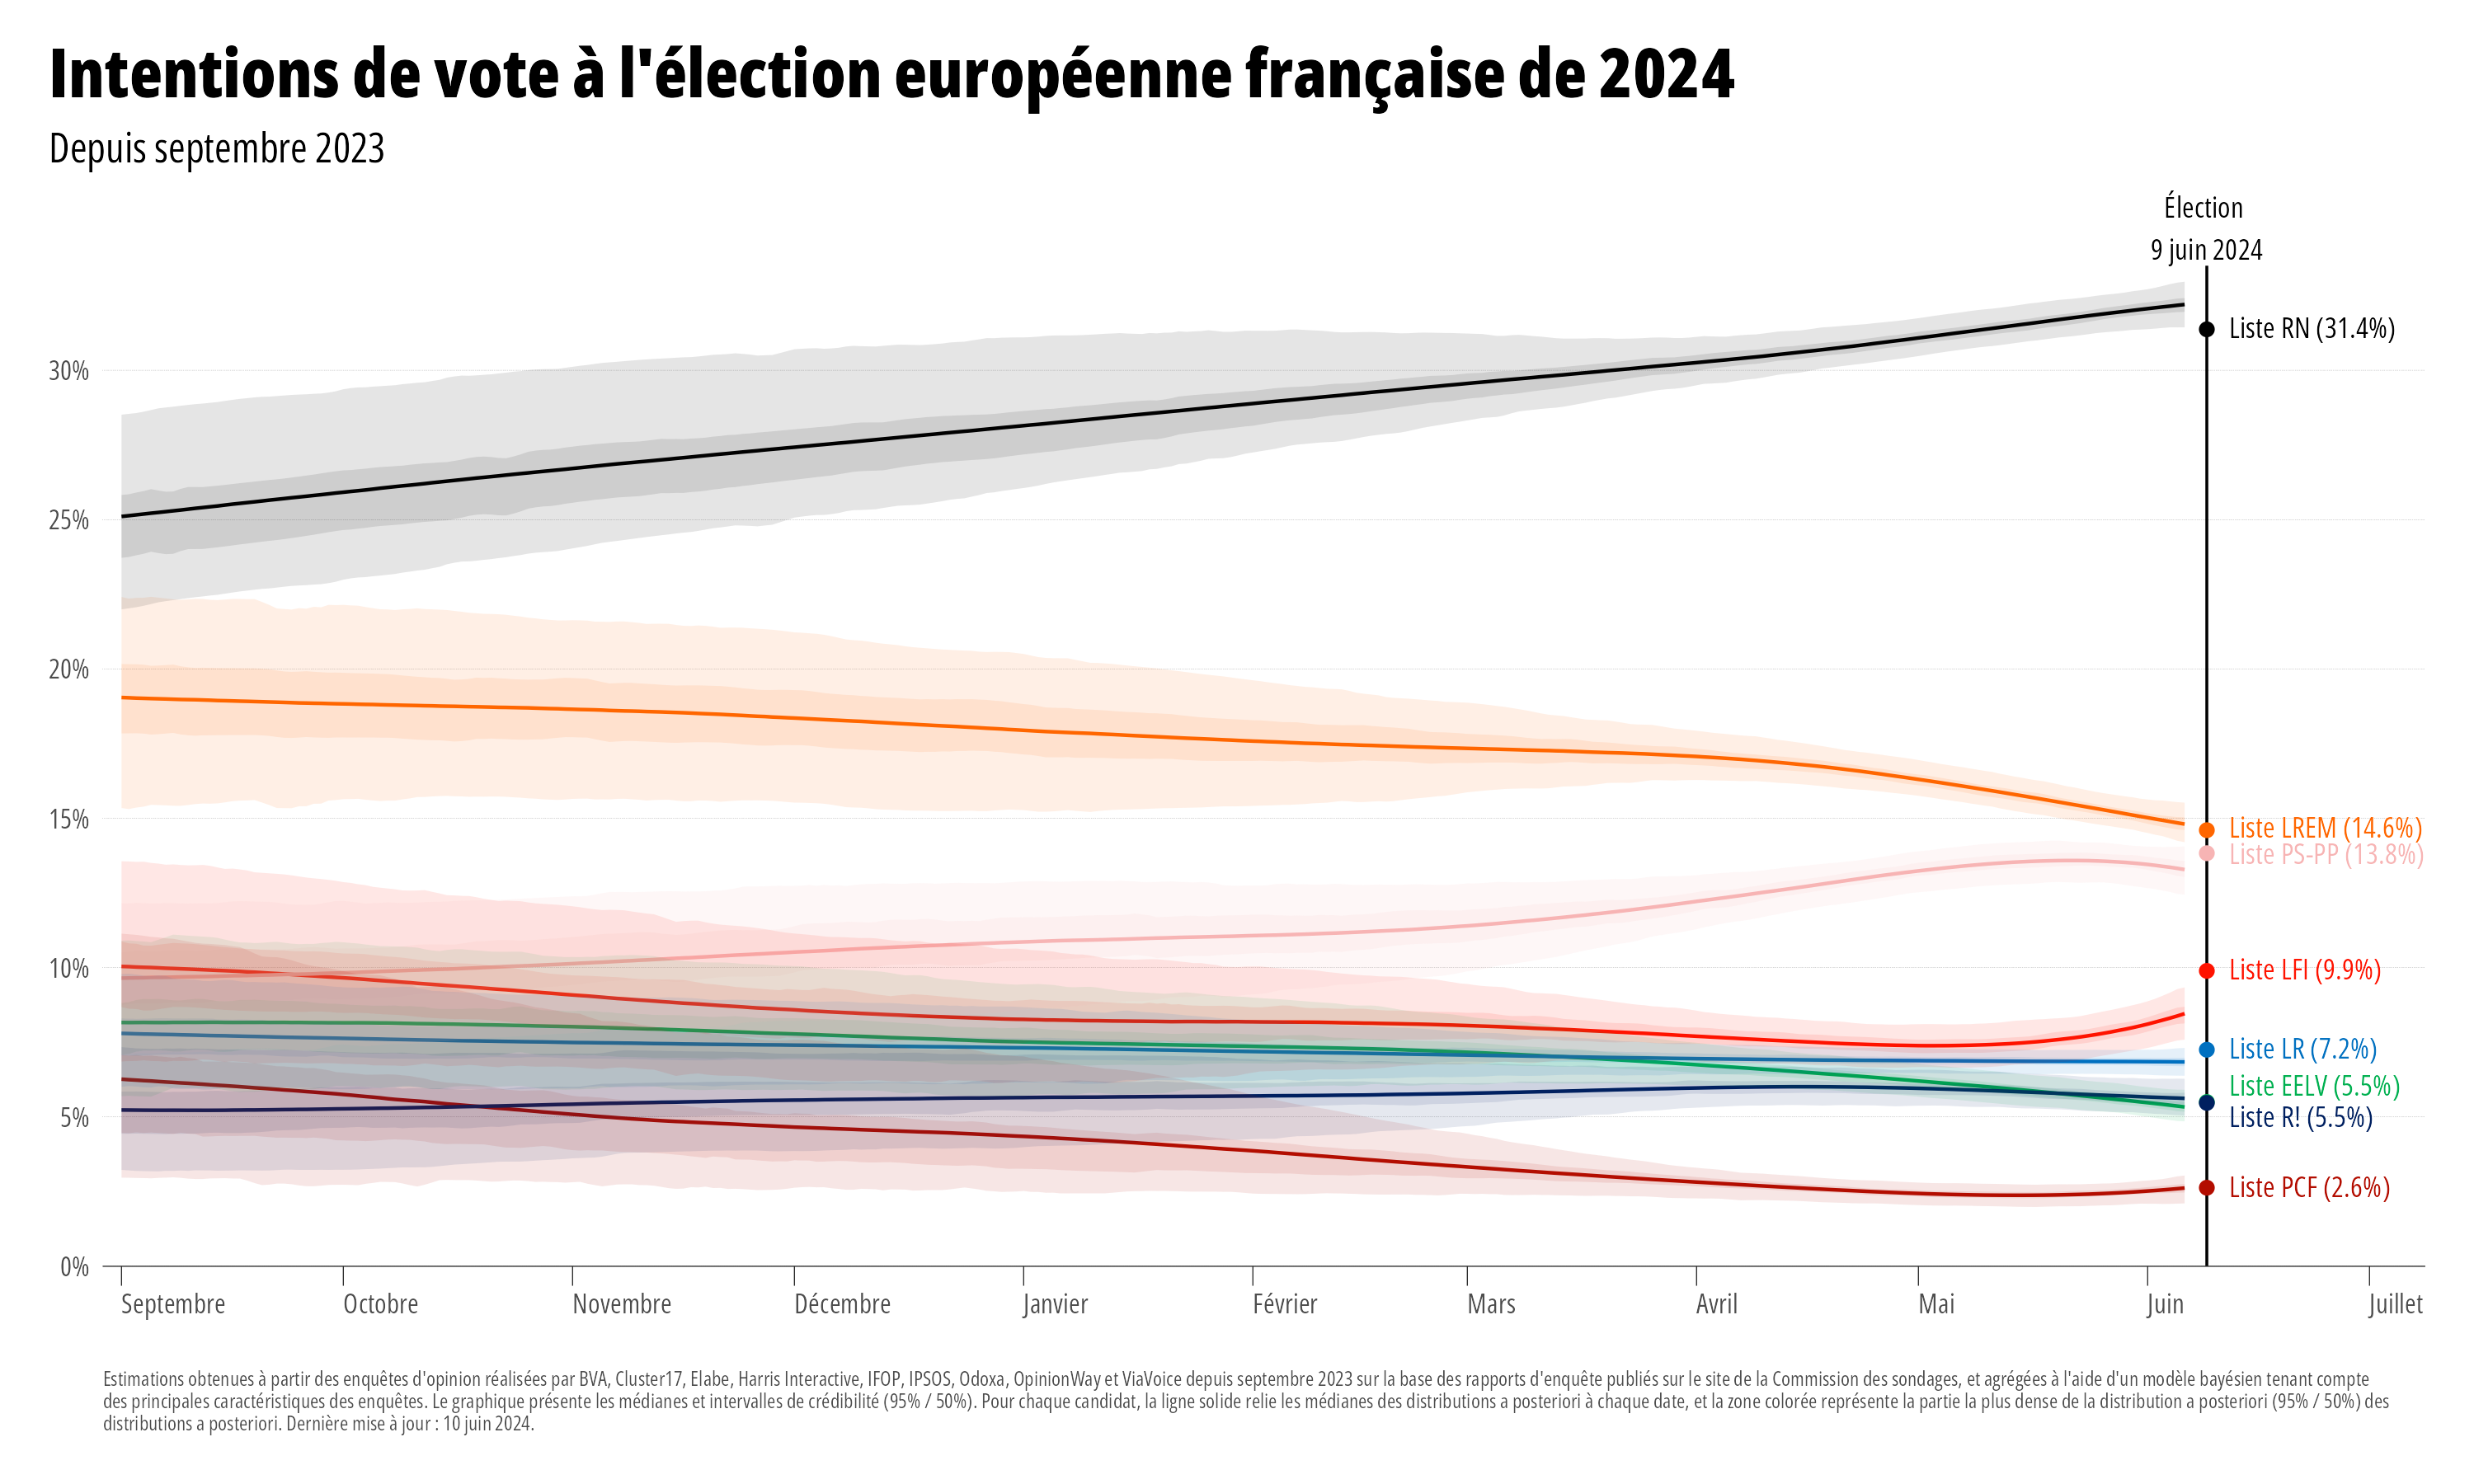 Intentions de vote à l'élection européenne française de 2024
Depuis septembre 2023
Élection
9 juin 2024
Liste RN (31.4%)
30%
25%
20%
15%
Liste LREM (14.6%)
Liste PS-PP (13.8%)
10%
Liste LFI (9.9%)
Liste LR (7.2%)
Liste EELV (5.5%)
5%
Liste R! (5.5%)
Liste PCF (2.6%)
0%
Septembre
Octobre
Novembre
Décembre
Janvier
Février
Mars
Avril
Mai
Juin
Juillet
Estimations obtenues à partir des enquêtes d'opinion réalisées par BVA, Cluster17, Elabe, Harris Interactive, IFOP, IPSOS, Odoxa, OpinionWay et ViaVoice depuis septembre 2023 sur la base des rapports d'enquête publiés sur le site de la Commission des sondages, et agrégées à l'aide d'un modèle bayésien tenant compte
des principales caractéristiques des enquêtes. Le graphique présente les médianes et intervalles de crédibilité (95% / 50%). Pour chaque candidat, la ligne solide relie les médianes des distributions a posteriori à chaque date, et la zone colorée représente la partie la plus dense de la distribution a posteriori (95% / 50%) des
distributions a posteriori. Dernière mise à jour : 10 juin 2024.